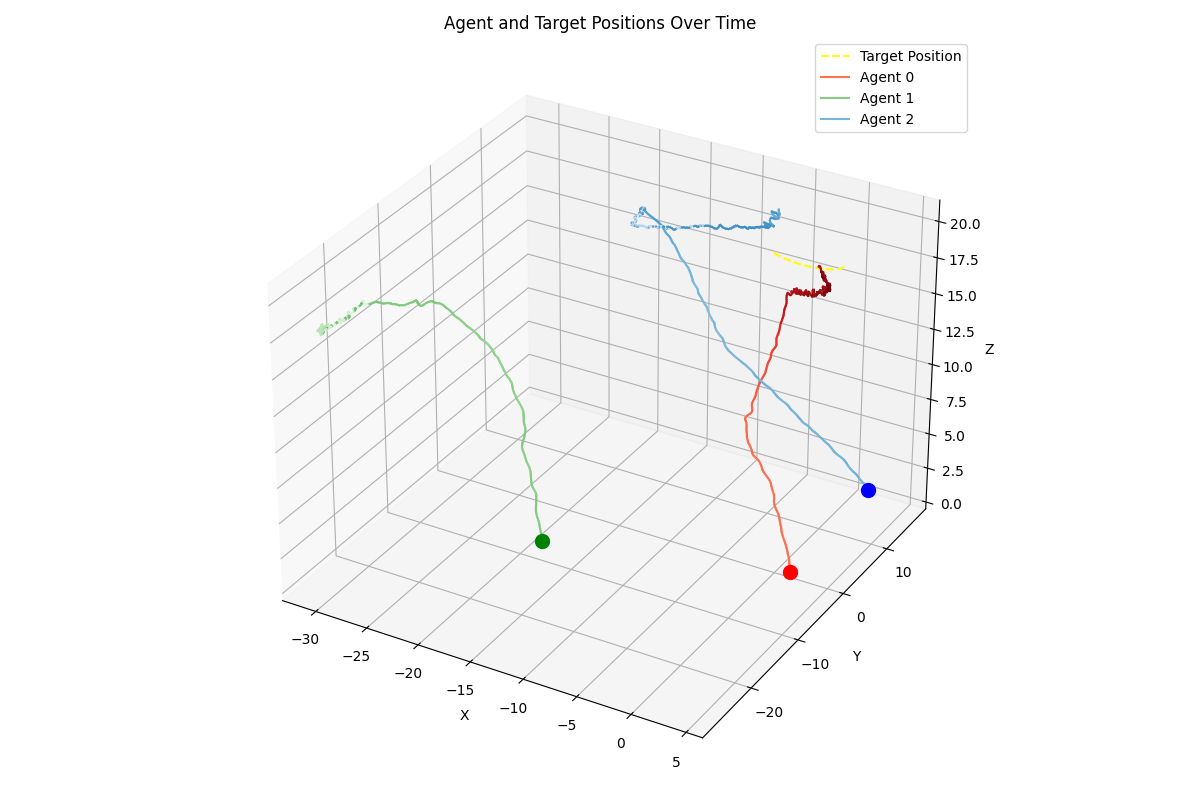 Agent and Target Positions Over Time
Target Position
Agent 0
Agent 1
Agent 2
20.0
17.5
15.0
12.5
Z
10.0
7.5
5.0
2.5
0.0
10
0
Y
−10
−20
−30
−25
−20
−15
X
−10
−5
0
5